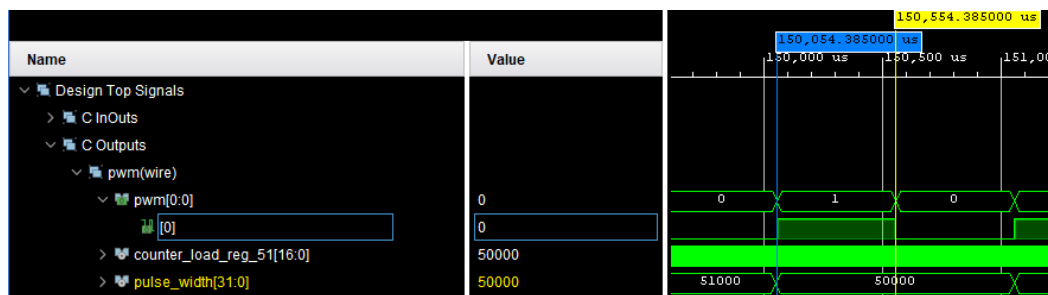 150,554.385000 us
150,054.385000 us
Name Value
150,000 us 150,500 us 151,00
Design Top Signals
C InOuts
C Outputs
pwm(wire)
pwm[0:0] 0 0 1 0
[0] 0
counter_load_reg_51[16:0] 50000
pulse_width[31:0] 50000 51000 50000